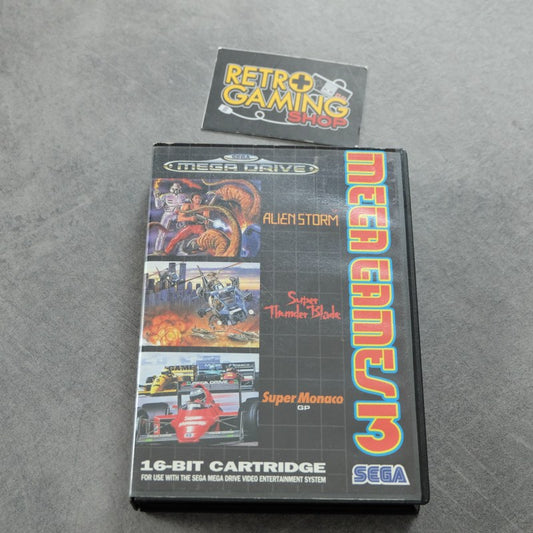 RETRO
GAMING
SHOP
SEGA
MEGA DRIVE
MEGA GAMES 3
ALIEN STORM
Super
Thunder Blade
Super Monaco
GP
16-BIT CARTRIDGE
FOR USE WITH THE SEGA MEGA DRIVE VIDEO ENTERTAINMENT SYSTEM
SEGA